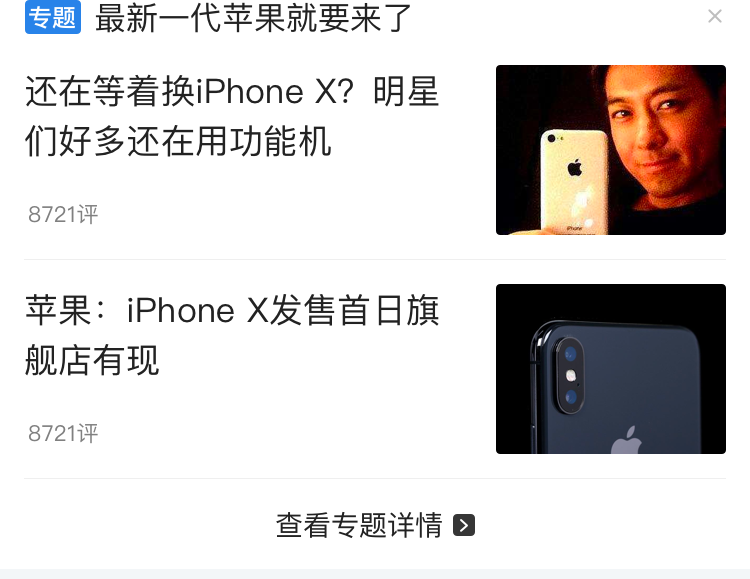 专题 最新一代苹果就要来了
还在等着换iPhone X？明星
们好多还在用功能机
8721评
iPhone
苹果：iPhone X发售首日旗
舰店有现
8721评
查看专题详情